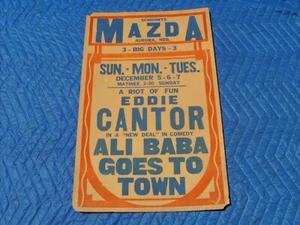 SCHOONY'S
MAZDA
AURORA, NEB.
3 - BIG DAYS - 3
SUN. - MON. - TUES.
DECEMBER 5-6-7
MATINEE 2:30 SUNDAY
A RIOT OF FUN
EDDIE
CANTOR
IN A "NEW DEAL" IN COMEDY
ALI BABA
GOES TO
TOWN